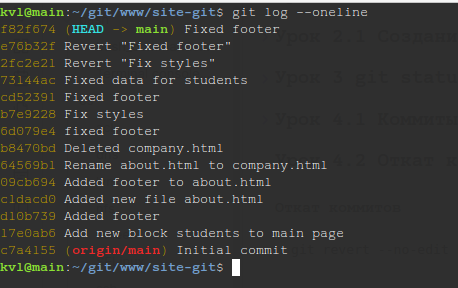 kvl@main:~/git/www/site-git$ git log --oneline
f82f674 (HEAD -> main) Fixed footer
e76b32f Revert "Fixed footer"
2fc2e21 Revert "Fix styles"
73144ac Fixed data for students
cd52391 Fixed footer
b7e9228 Fix styles
6d079e4 fixed footer
b8470bd Deleted company.html
64569b1 Rename about.html to company.html
09cb694 Added footer to about.html
c1dacd0 Added new file about.html
d10b739 Added footer
17e0ab6 Add new block students to main page
c7a4155 (origin/main) Initial commit
kvl@main:~/git/www/site-git$